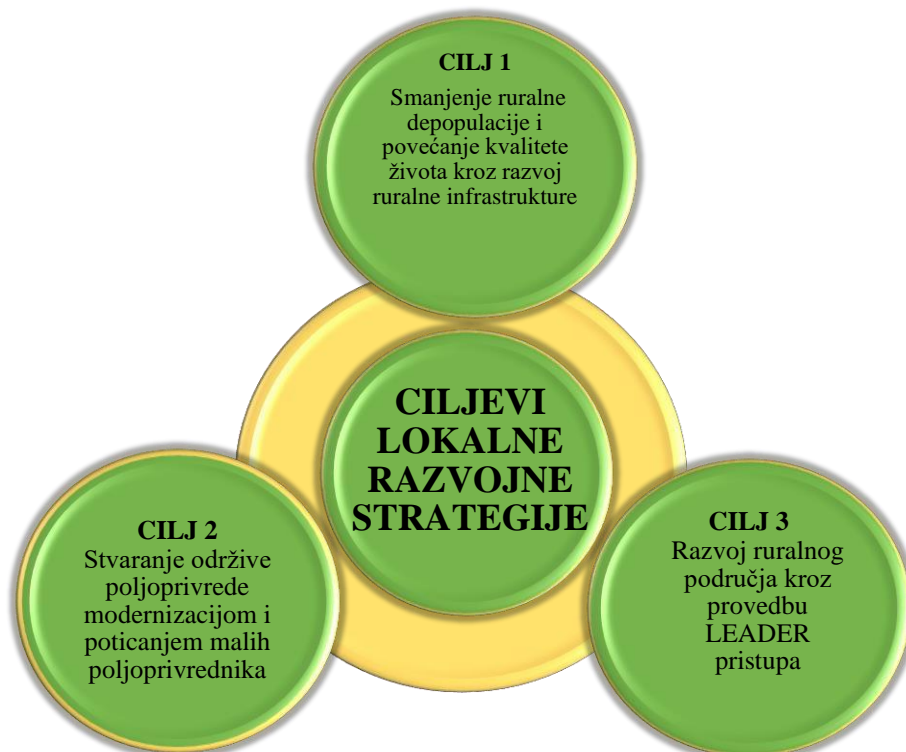 CILJ 1
Smanjenje ruralne
depopulacije i
povećanje kvalitete
života kroz razvoj
ruralne infrastrukture
CILJEVI
LOKALNE
RAZVOJNE
STRATEGIJE
CILJ 2
Stvaranje održive
poljoprivrede
modernizacijom i
poticanjem malih
poljoprivrednika
CILJ 3
Razvoj ruralnog
područja kroz
provedbu
LEADER
pristupa